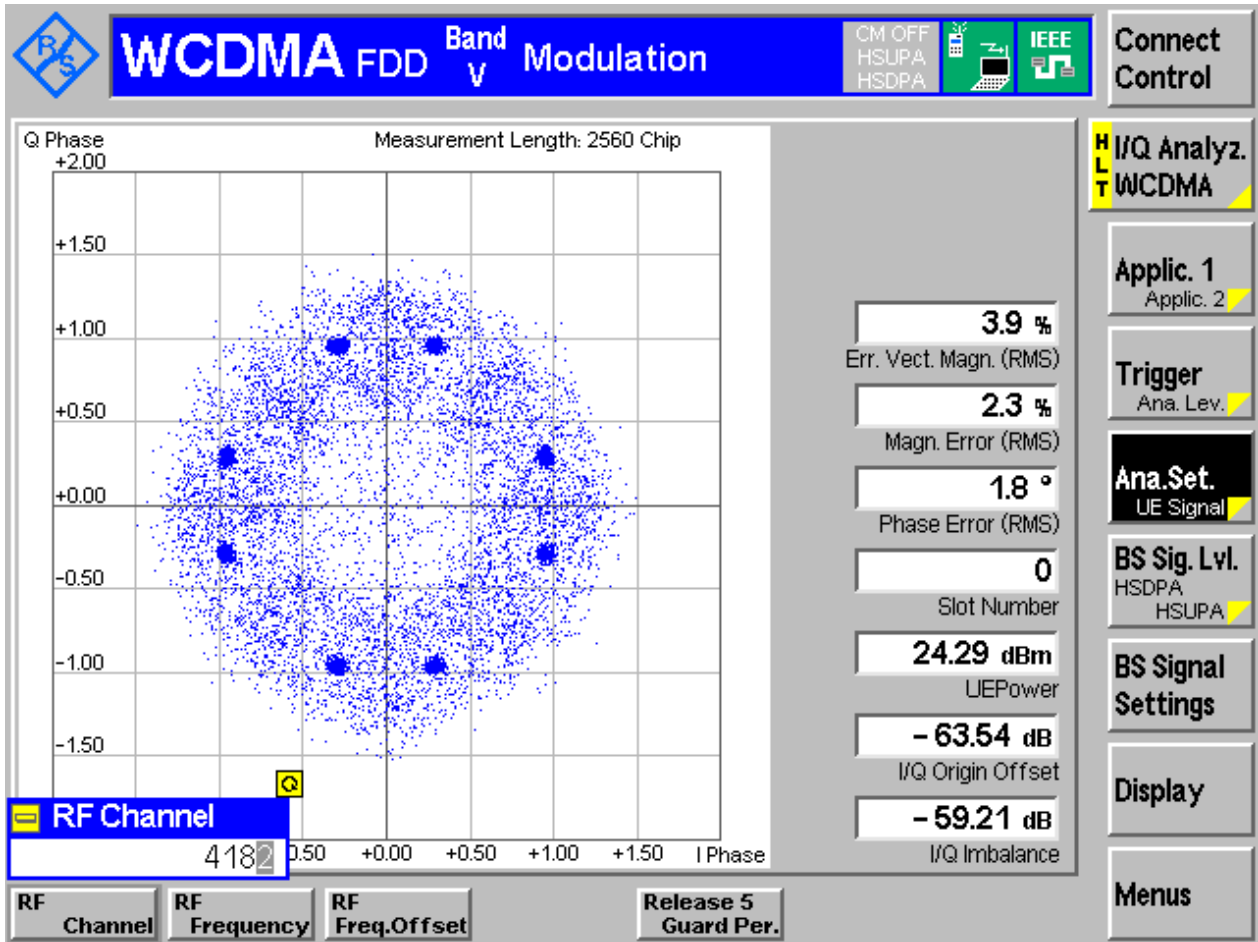 R/S
WCDMA FDD Band V Modulation
CM OFF
HSUPA
HSDPA
IEEE
Connect Control
Q Phase
Measurement Length: 2560 Chip
+2.00
+1.50
+1.00
+0.50
+0.00
-0.50
-1.00
-1.50
Q
RF Channel
4182
0.50 +0.00 +0.50 +1.00 +1.50 I Phase
3.9 %
Err. Vect. Magn. (RMS)
2.3 %
Magn. Error (RMS)
1.8 °
Phase Error (RMS)
0
Slot Number
24.29 dBm
UEPower
- 63.54 dB
I/Q Origin Offset
- 59.21 dB
I/Q Imbalance
HLT
I/Q Analyz.
WCDMA
Applic. 1
Applic. 2
Trigger
Ana. Lev.
Ana.Set.
UE Signal
BS Sig. Lvl.
HSDPA
HSUPA
BS Signal
Settings
Display
Menus
RF Channel
RF Frequency
RF Freq.Offset
Release 5 Guard Per.